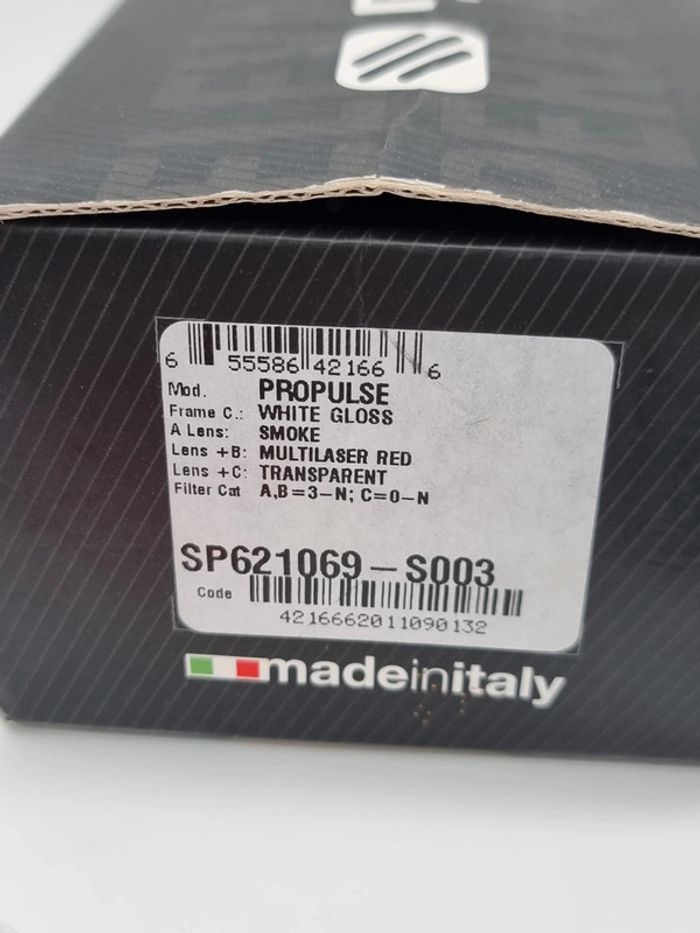 6 55586 42166 6
Mod. PROPULSE
Frame C.: WHITE GLOSS
A Lens: SMOKE
Lens +B: MULTILASER RED
Lens +C: TRANSPARENT
Filter Cat A,B=3-N; C=0-N
SP621069-S003
Code
4216662011090132
madeinitaly